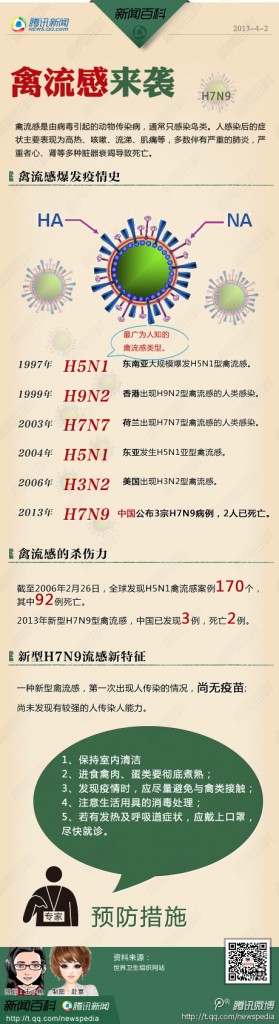 腾讯新闻
NEWS.QQ.COM
新闻百科
2013-4-2
禽流感来袭
H7N9
禽流感是由病毒引起的动物传染病，通常只感染鸟类。人感染后的症
状主要表现为高热、咳嗽、流涕、肌痛等，多数伴有严重的肺炎，严
重者心、肾等多种脏器衰竭导致死亡。
禽流感爆发疫情史
HA
NA
最广为人知的
禽流感类型。
1997年 H5N1 东南亚大规模爆发H5N1型禽流感。
1999年 H9N2 香港出现H9N2型禽流感的人类感染。
2003年 H7N7 荷兰出现H7N7型禽流感的人类感染。
2004年 H5N1 东亚发生H5N1亚型禽流感。
2006年 H3N2 美国出现H3N2型禽流感。
2013年 H7N9 中国公布3宗H7N9病例，2人已死亡。
禽流感的杀伤力
截至2006年2月26日，全球发现H5N1禽流感案例170个，
其中92例死亡。
2013年新型H7N9型禽流感，中国已发现3例，死亡2例。
新型H7N9流感新特征
一种新型禽流感，第一次出现人传染的情况，尚无疫苗;
尚未发现有较强的人传染人能力。
1、保持室内清洁
2、进食禽肉、蛋类要彻底煮熟；
3、发现疫情时，应尽量避免与禽类接触；
4、注意生活用具的消毒处理；
5、若有发热及呼吸道症状，应戴上口罩，
尽快就诊。
专家
预防措施
资料来源：
世界卫生组织网站
新闻百科
http://t.qq.com/newspedia
腾讯微博
http://t.qq.com/newspedia